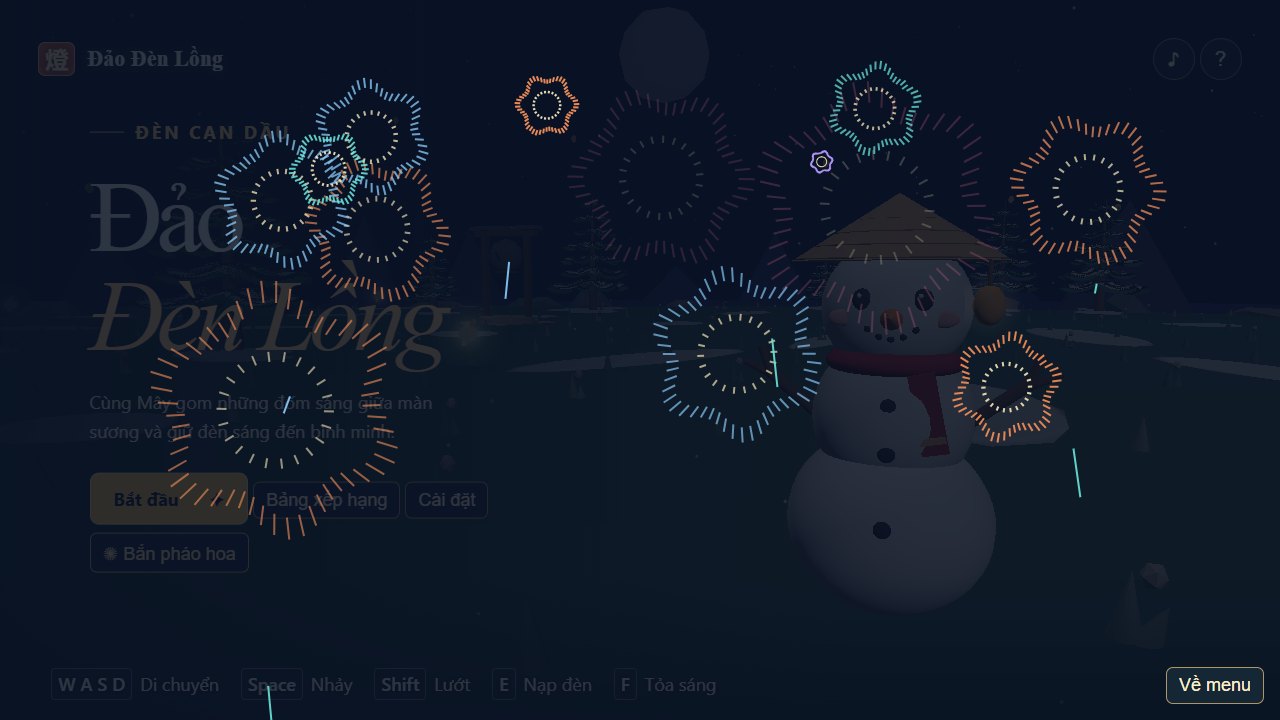 燈 Đảo Đèn Lồng
?
ĐÈN CẠN DẦU
Đảo
Đèn Lồng
Cùng Mây gom những đốm sáng giữa màn
sương và giữ đèn sáng đến bình minh.
Bắt đầu
Bảng xếp hạng
Cài đặt
✺ Bắn pháo hoa
W A S D Di chuyển Space Nhảy Shift Lướt E Nạp đèn F Tỏa sáng
Về menu